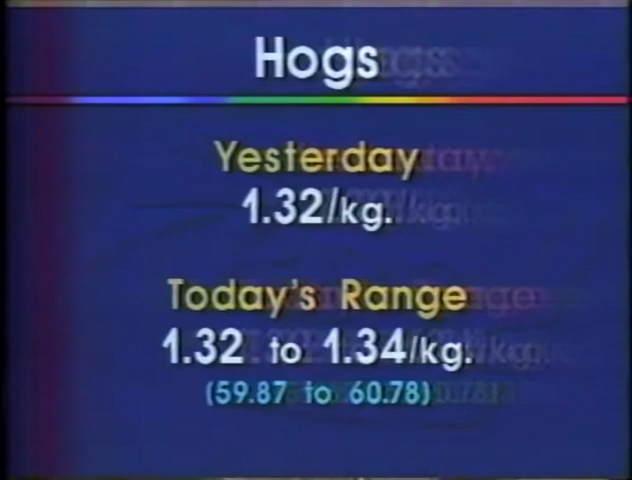 Hogs
Yesterday
1.32/kg.
Today's Range
1.32 to 1.34/kg.
(59.87 to 60.78)